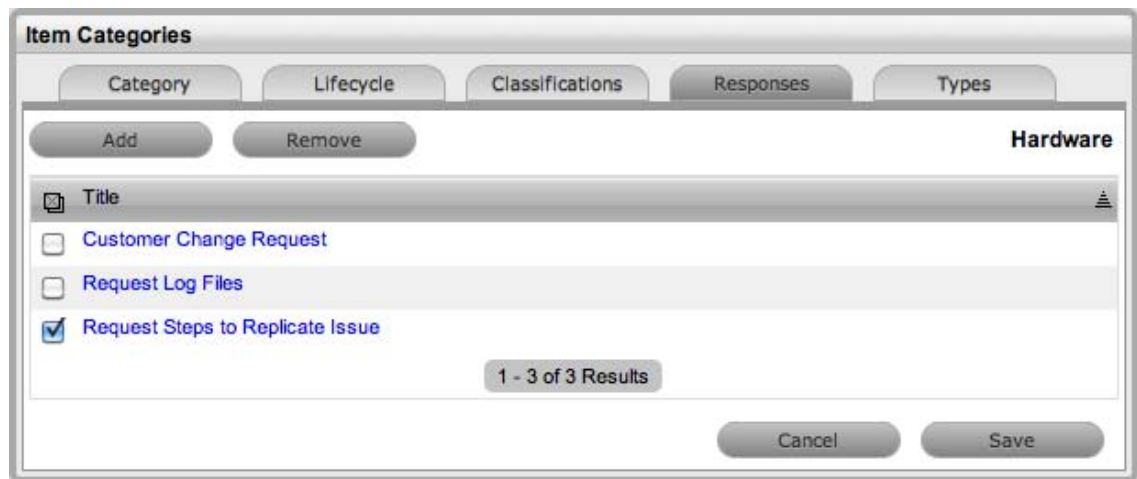 Item Categories
Category Lifecycle Classifications Responses Types
Add Remove Hardware
Title
Customer Change Request
Request Log Files
Request Steps to Replicate Issue
1 - 3 of 3 Results
Cancel Save